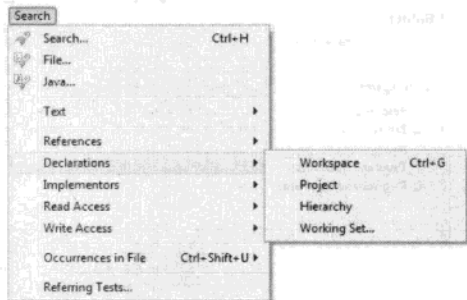 Search
Search... Ctrl+H
File...
Java...
Text
References
Declarations
Implementors
Read Access
Write Access
Occurrences in File Ctrl+Shift+U
Referring Tests...
Workspace Ctrl+G
Project
Hierarchy
Working Set...